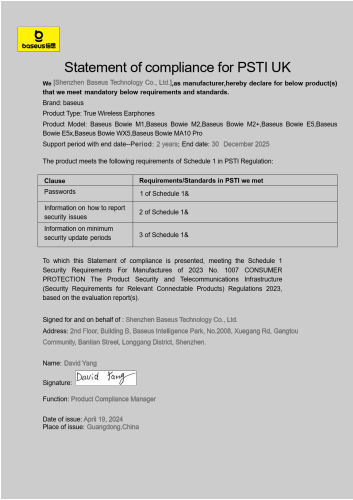 baseus倍思
Statement of compliance for PSTI UK
We [Shenzhen Baseus Technology Co., Ltd.],as manufacturer,hereby declare for below product(s)
that we meet mandatory below requirements and standards.
Brand: baseus
Product Type: True Wireless Earphones
Product Model: Baseus Bowie M1,Baseus Bowie M2,Baseus Bowie M2+,Baseus Bowie E5,Baseus
Bowie E5x,Baseus Bowie WX5,Baseus Bowie MA10 Pro
Support period with end date--Period: 2 years; End date: 30 December 2025
The product meets the following requirements of Schedule 1 in PSTI Regulation:
Clause Requirements/Standards in PSTI we met
Passwords 1 of Schedule 1&
Information on how to report
security issues 2 of Schedule 1&
Information on minimum
security update periods 3 of Schedule 1&
To which this Statement of compliance is presented, meeting the Schedule 1
Security Requirements For Manufactures of 2023 No. 1007 CONSUMER
PROTECTION The Product Security and Telecommunications Infrastructure
(Security Requirements for Relevant Connectable Products) Regulations 2023,
based on the evaluation report(s).
Signed for and on behalf of : Shenzhen Baseus Technology Co., Ltd.
Address: 2nd Floor, Building B, Baseus Intelligence Park, No.2008, Xuegang Rd, Gangtou
Community, Bantian Street, Longgang District, Shenzhen.
Name: David Yang
Signature: David Yang
Function: Product Compliance Manager
Date of issue: April 19, 2024
Place of issue: Guangdong,China